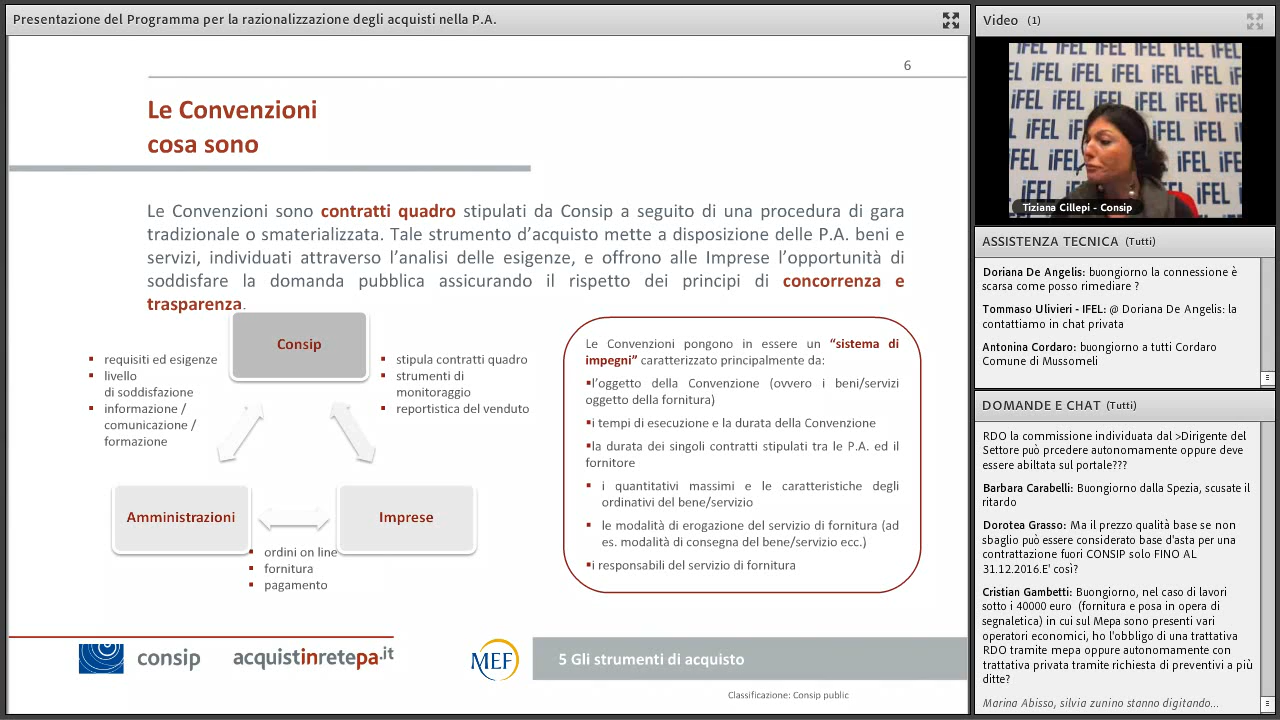 Presentazione del Programma per la razionalizzazione degli acquisti nella P.A.
6
Le Convenzioni
cosa sono
Le Convenzioni sono contratti quadro stipulati da Consip a seguito di una procedura di gara
tradizionale o smaterializzata. Tale strumento d'acquisto mette a disposizione delle P.A. beni e
servizi, individuati attraverso l'analisi delle esigenze, e offrono alle Imprese l'opportunità di
soddisfare la domanda pubblica assicurando il rispetto dei principi di concorrenza e
trasparenza.
Consip
▪ requisiti ed esigenze
▪ livello
di soddisfazione
▪ informazione /
comunicazione /
formazione
▪ stipula contratti quadro
▪ strumenti di
monitoraggio
▪ reportistica del venduto
Amministrazioni
Imprese
▪ ordini on line
▪ fornitura
▪ pagamento
Le Convenzioni pongono in essere un "sistema di
impegni" caratterizzato principalmente da:
▪l'oggetto della Convenzione (ovvero i beni/servizi
oggetto della fornitura)
▪i tempi di esecuzione e la durata della Convenzione
▪la durata dei singoli contratti stipulati tra le P.A. ed il
fornitore
▪ i quantitativi massimi e le caratteristiche degli
ordinativi del bene/servizio
▪ le modalità di erogazione del servizio di fornitura (ad
es. modalità di consegna del bene/servizio ecc.)
▪i responsabili del servizio di fornitura
consip
acquistinretepa.it
MEF
5 Gli strumenti di acquisto
Classificazione: Consip public
Video (1)
iFEL iFEL iFEL iFEL
Tiziana Cillepi - Consip
ASSISTENZA TECNICA (Tutti)
Doriana De Angelis: buongiorno la connessione è
scarsa come posso rimediare ?
Tommaso Ulivieri - IFEL: @ Doriana De Angelis: la
contattiamo in chat privata
Antonina Cordaro: buongiorno a tutti Cordaro
Comune di Mussomeli
DOMANDE E CHAT (Tutti)
RDO la commissione individuata dal >Dirigente del
Settore può prcedere autonomamente oppure deve
essere abiltata sul portale???
Barbara Carabelli: Buongiorno dalla Spezia, scusate il
ritardo
Dorotea Grasso: Ma il prezzo qualità base se non
sbaglio può essere considerato base d'asta per una
contrattazione fuori CONSIP solo FINO AL
31.12.2016.E' così?
Cristian Gambetti: Buongiorno, nel caso di lavori
sotto i 40000 euro (fornitura e posa in opera di
segnaletica) in cui sul Mepa sono presenti vari
operatori economici, ho l'obbligo di una trattativa
RDO tramite mepa oppure autonomamente con
trattativa privata tramite richiesta di preventivi a più
ditte?
Marina Abisso, silvia zunino stanno digitando...